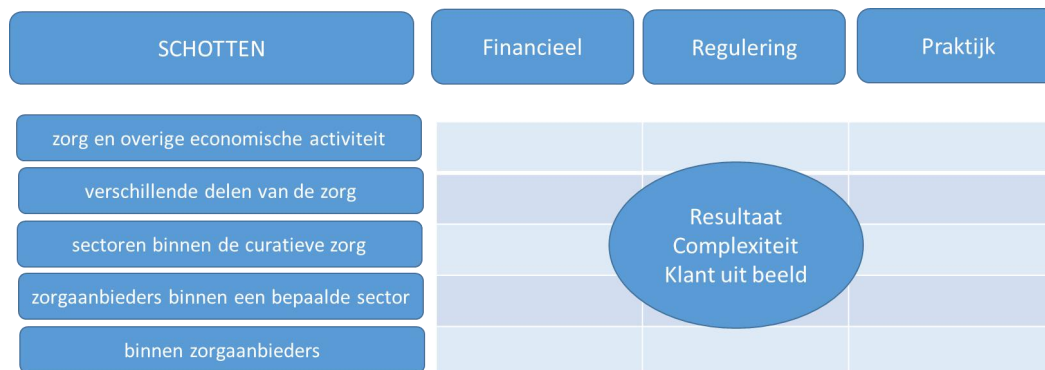 SCHOTTEN
Financieel
Regulering
Praktijk
zorg en overige economische activiteit
verschillende delen van de zorg
sectoren binnen de curatieve zorg
zorgaanbieders binnen een bepaalde sector
binnen zorgaanbieders
Resultaat
Complexiteit
Klant uit beeld